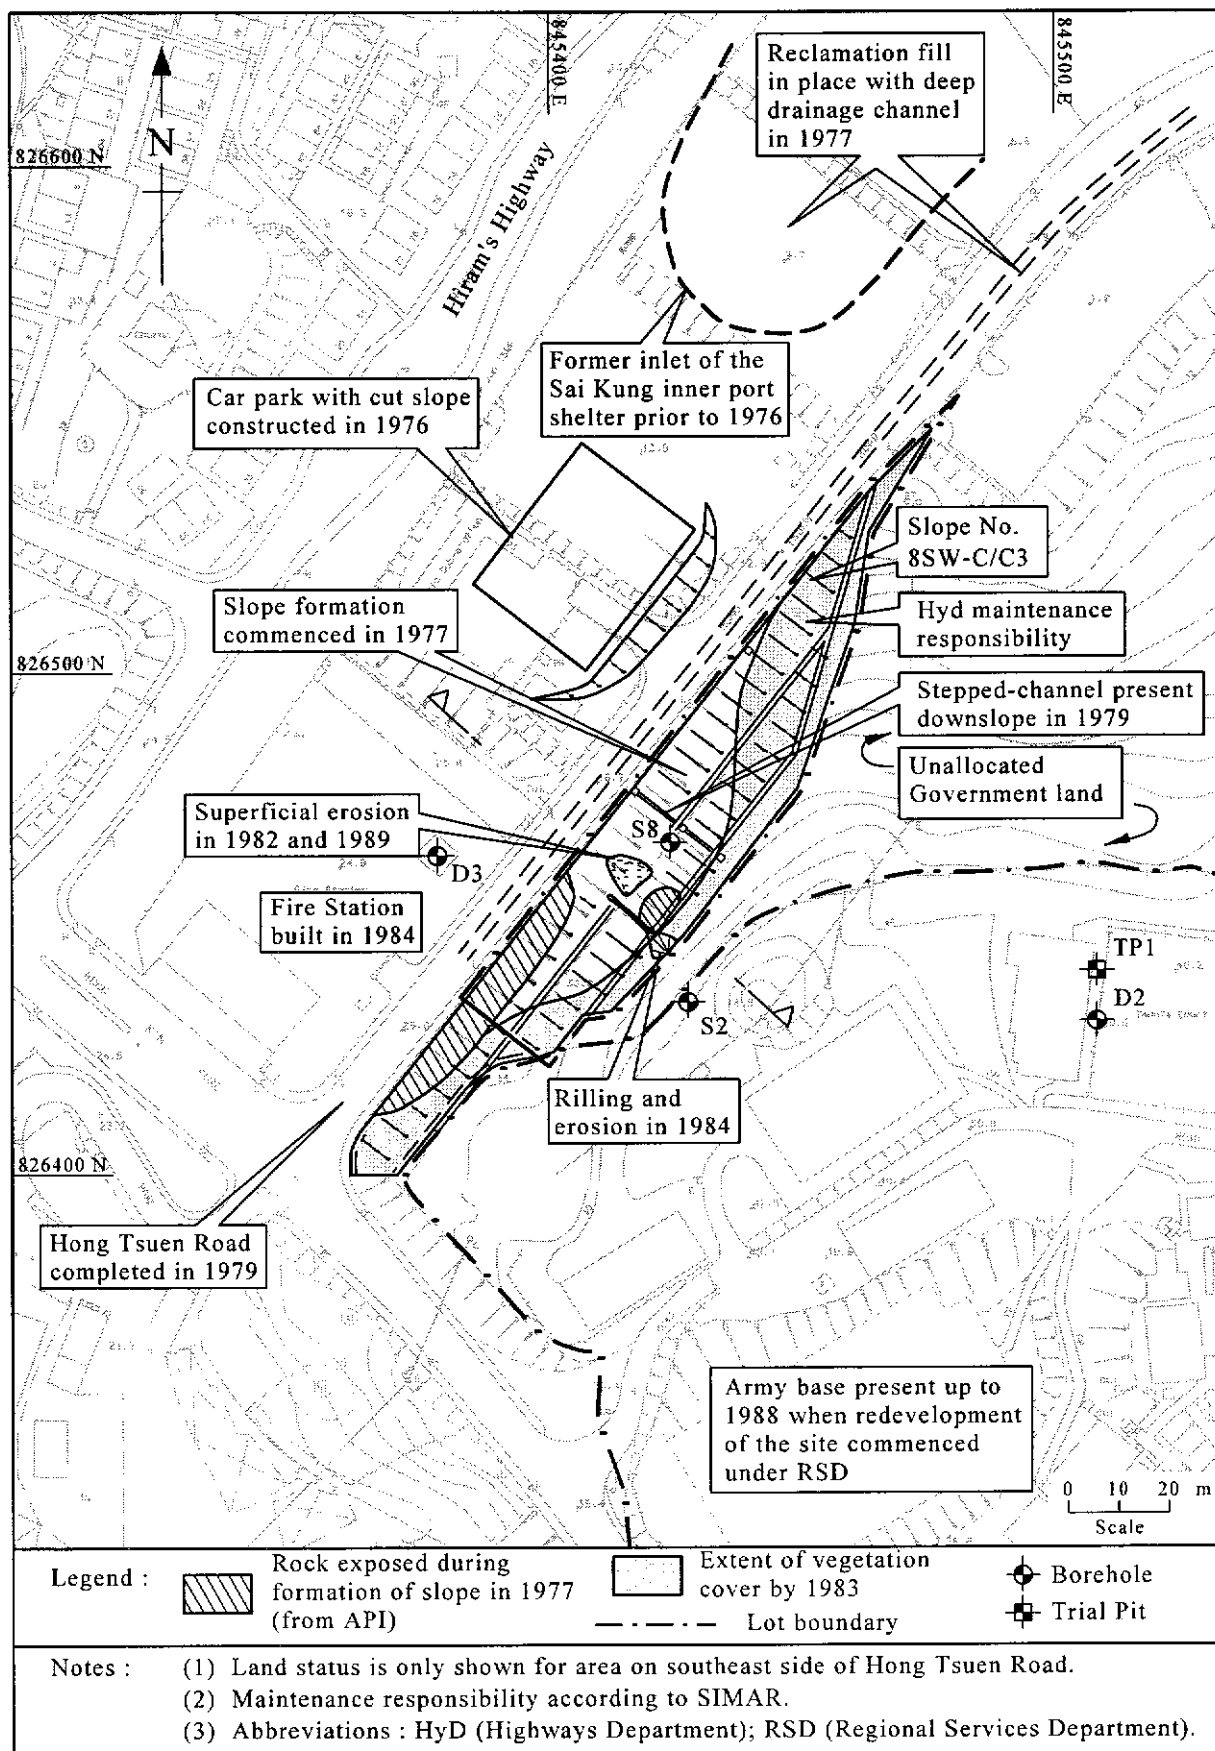 845400 E
845500 E
Reclamation fill
in place with deep
drainage channel
in 1977
N
826600 N
Hiram's Highway
Former inlet of the
Sai Kung inner port
shelter prior to 1976
Car park with cut slope
constructed in 1976
Slope No.
8SW-C/C3
Slope formation
commenced in 1977
Hyd maintenance
responsibility
826500 N
Stepped-channel present
downslope in 1979
A
Unallocated
Government land
Superficial erosion
in 1982 and 1989
S8
D3
Fire Station
built in 1984
TP1
D2
S2
A
Rilling and
erosion in 1984
826400 N
Hong Tsuen Road
completed in 1979
Army base present up to
1988 when redevelopment
of the site commenced
under RSD
0 10 20 m
Scale
Legend :
Rock exposed during
formation of slope in 1977
(from API)
Extent of vegetation
cover by 1983
Lot boundary
Borehole
Trial Pit
Notes : (1) Land status is only shown for area on southeast side of Hong Tsuen Road.
(2) Maintenance responsibility according to SIMAR.
(3) Abbreviations : HyD (Highways Department); RSD (Regional Services Department).